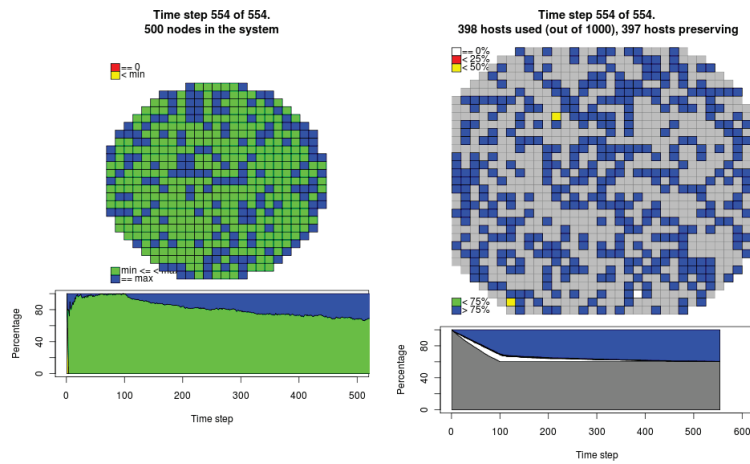 Time step 554 of 554.
500 nodes in the system
== 0
< min
min <= < max
== max
Percentage
0
40
80
0
100
200
300
400
500
Time step
Time step 554 of 554.
398 hosts used (out of 1000), 397 hosts preserving
== 0%
< 25%
< 50%
< 75%
> 75%
Percentage
0
40
80
0
100
200
300
400
500
600
Time step